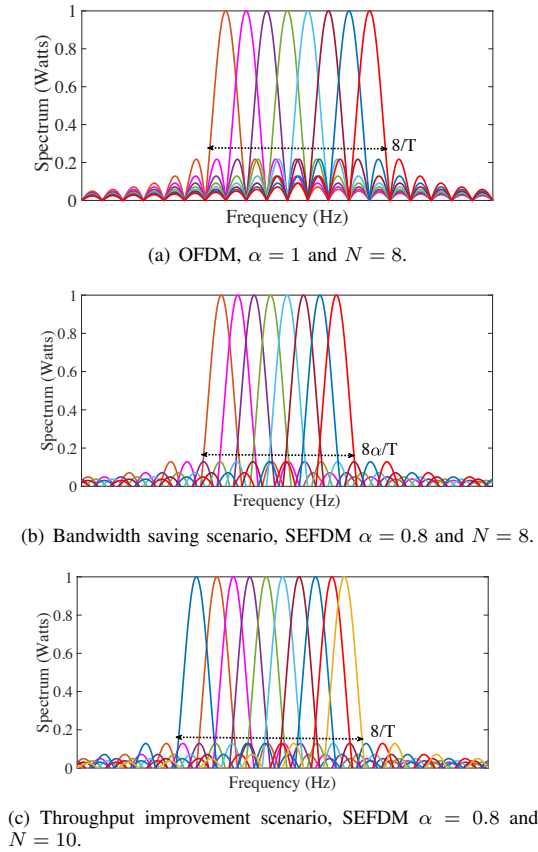 1
0.8
0.6
0.4
0.2
0
Spectrum (Watts)
8/T
Frequency (Hz)
(a) OFDM, α = 1 and N = 8.
1
0.8
0.6
0.4
0.2
0
Spectrum (Watts)
8α/T
Frequency (Hz)
(b) Bandwidth saving scenario, SEFDM α = 0.8 and N = 8.
1
0.8
0.6
0.4
0.2
0
Spectrum (Watts)
8/T
Frequency (Hz)
(c) Throughput improvement scenario, SEFDM α = 0.8 and
N = 10.